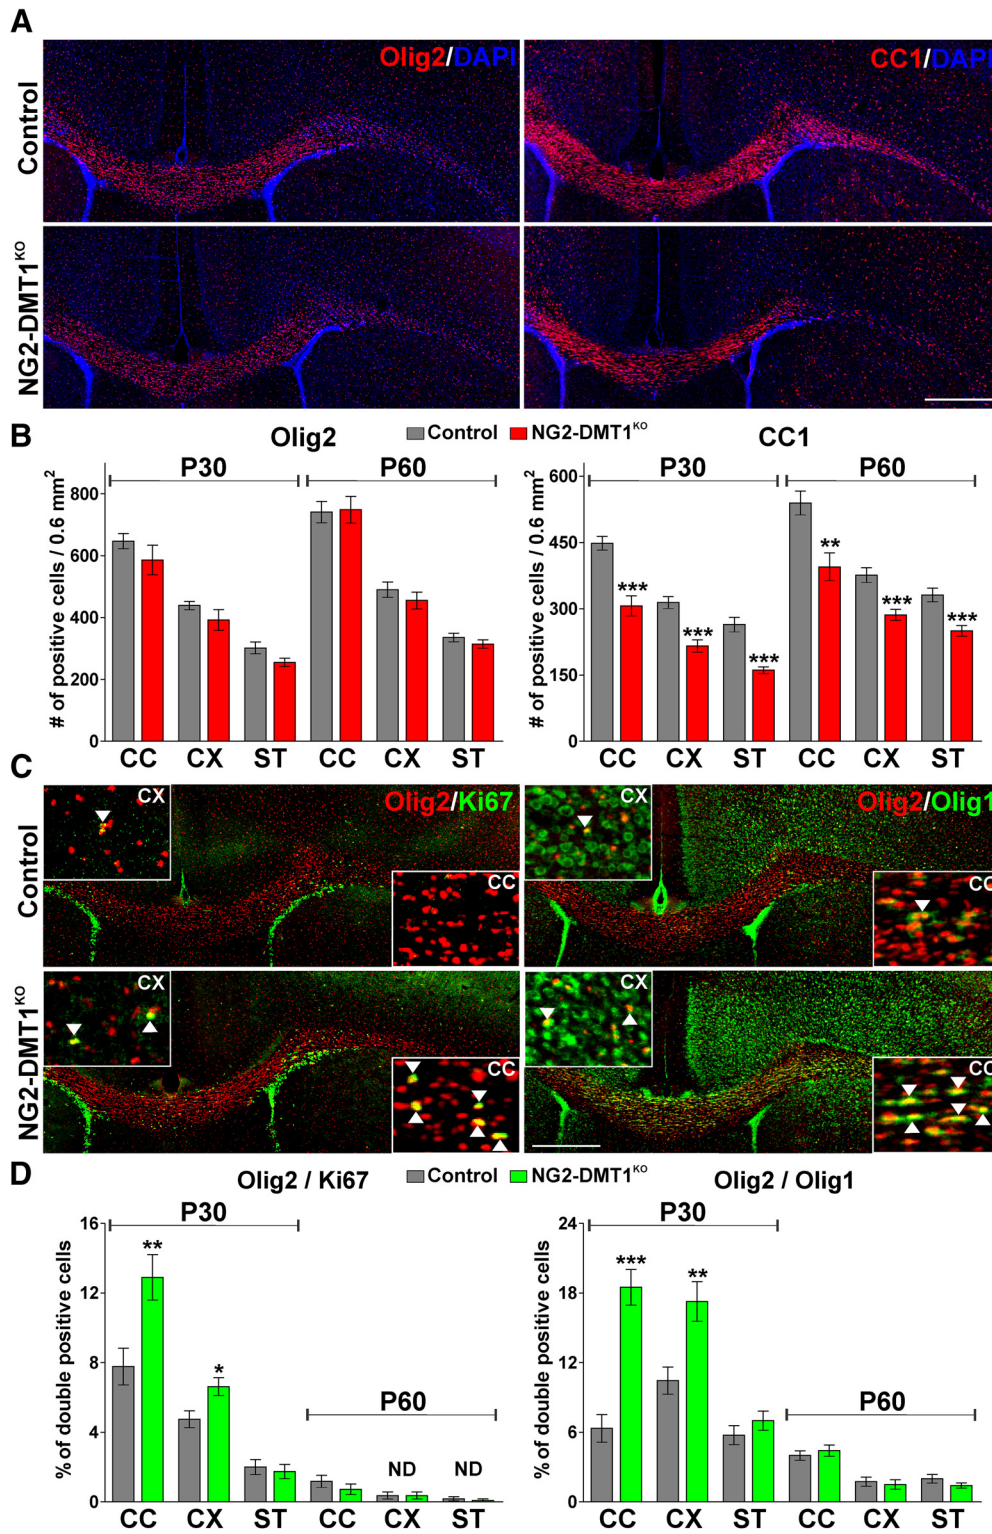 A
Control
Olig2/DAPI
CC1/DAPI
NG2-DMT1KO
B
Olig2
Control
NG2-DMT1KO
CC1
# of positive cells / 0.6 mm2
P30
P60
800
600
400
200
0
CC CX ST CC CX ST
# of positive cells / 0.6 mm2
P30
P60
600
450
300
150
0
*** *** *** ** *** ***
CC CX ST CC CX ST
C
Control
CX
Olig2/Ki67
CC
CX
Olig2/Olig1
CC
NG2-DMT1KO
CX
CC
CX
CC
D
Olig2 / Ki67
Control
NG2-DMT1KO
Olig2 / Olig1
% of double positive cells
P30
P60
16
12
8
4
0
** *
ND ND
CC CX ST CC CX ST
% of double positive cells
P30
P60
24
18
12
6
0
*** **
CC CX ST CC CX ST